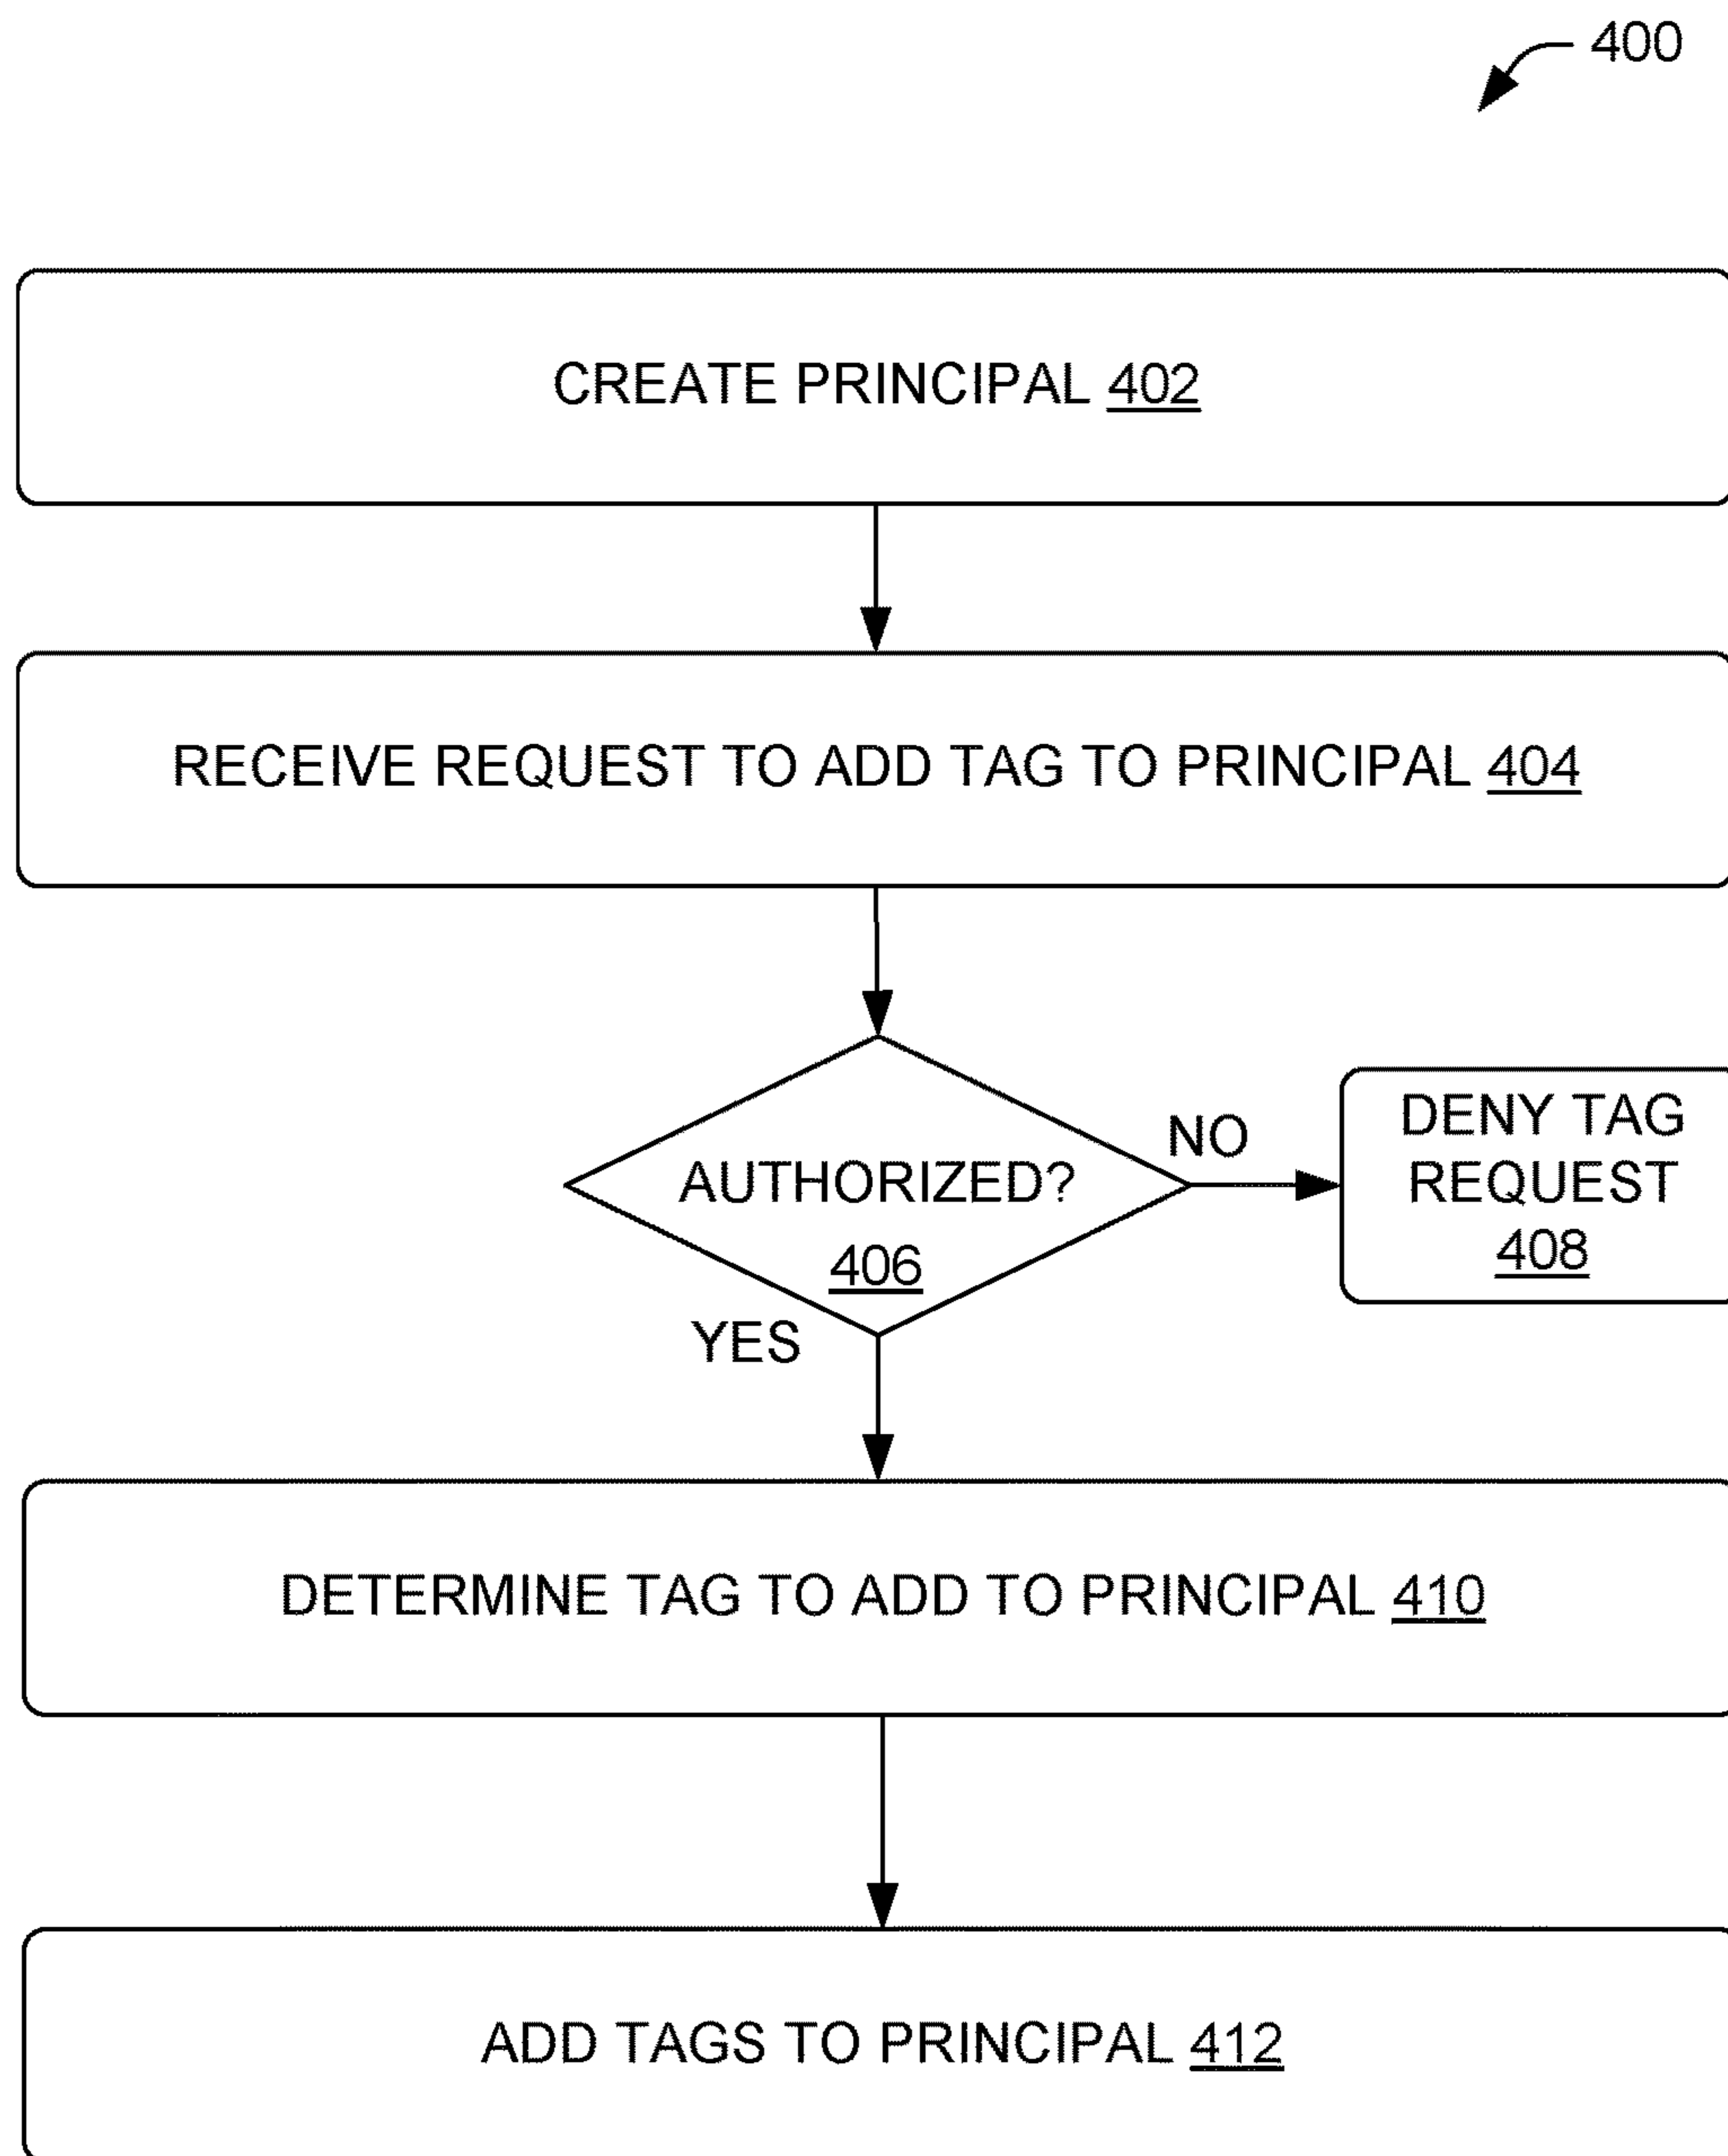 400
CREATE PRINCIPAL 402
RECEIVE REQUEST TO ADD TAG TO PRINCIPAL 404
AUTHORIZED?
406
NO
DENY TAG
REQUEST
408
YES
DETERMINE TAG TO ADD TO PRINCIPAL 410
ADD TAGS TO PRINCIPAL 412